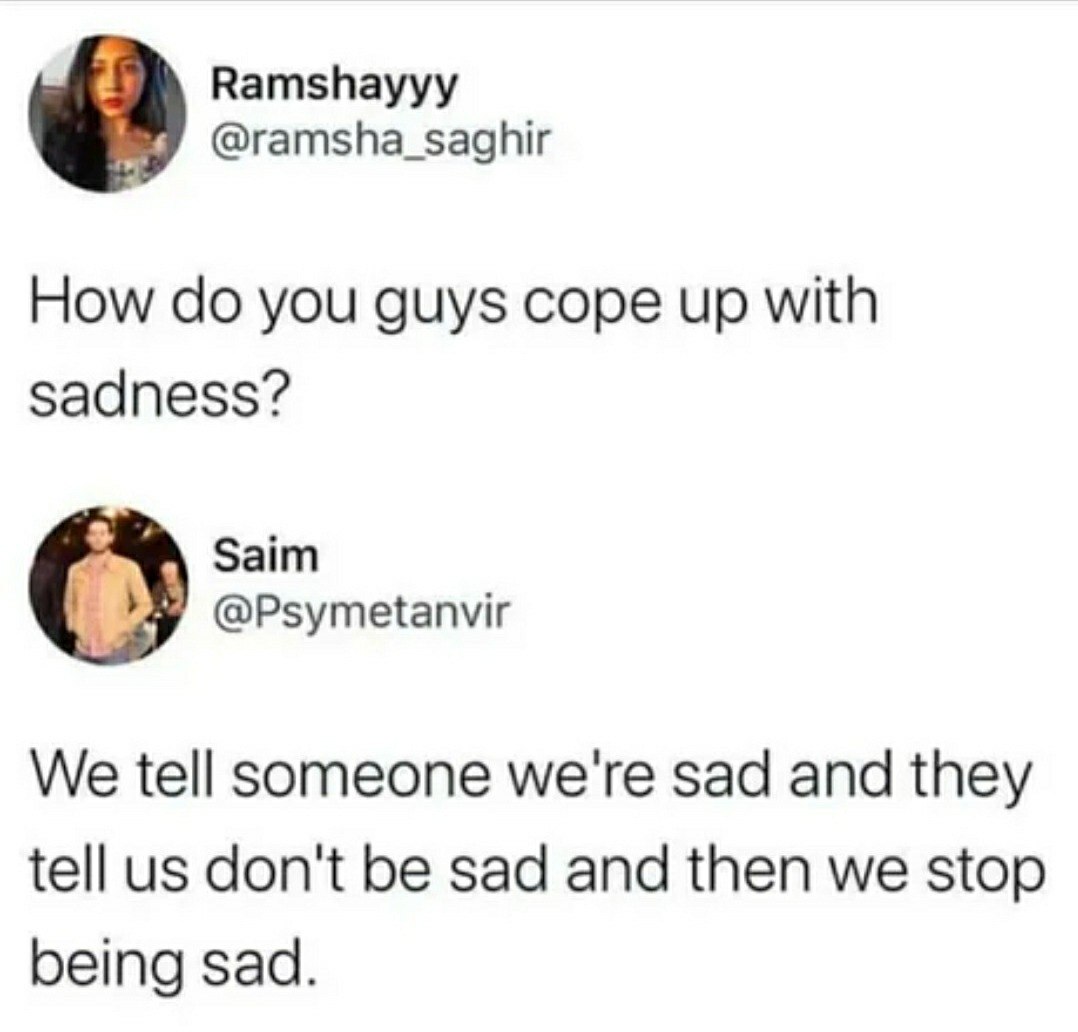 Ramshayyy
@ramsha_saghir
How do you guys cope up with
sadness?
Saim
@Psymetanvir
We tell someone we're sad and they
tell us don't be sad and then we stop
being sad.